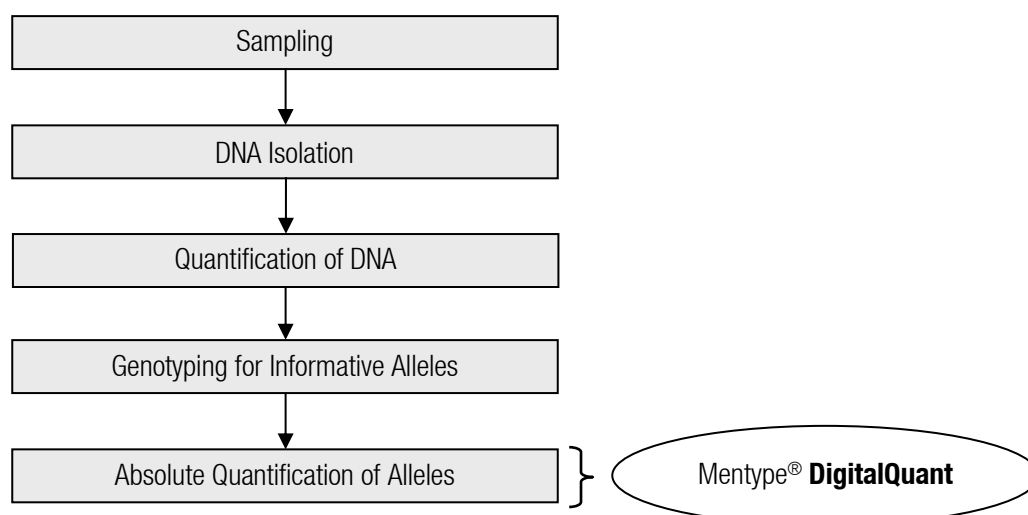 Sampling
DNA Isolation
Quantification of DNA
Genotyping for Informative Alleles
Absolute Quantification of Alleles
Mentype® DigitalQuant